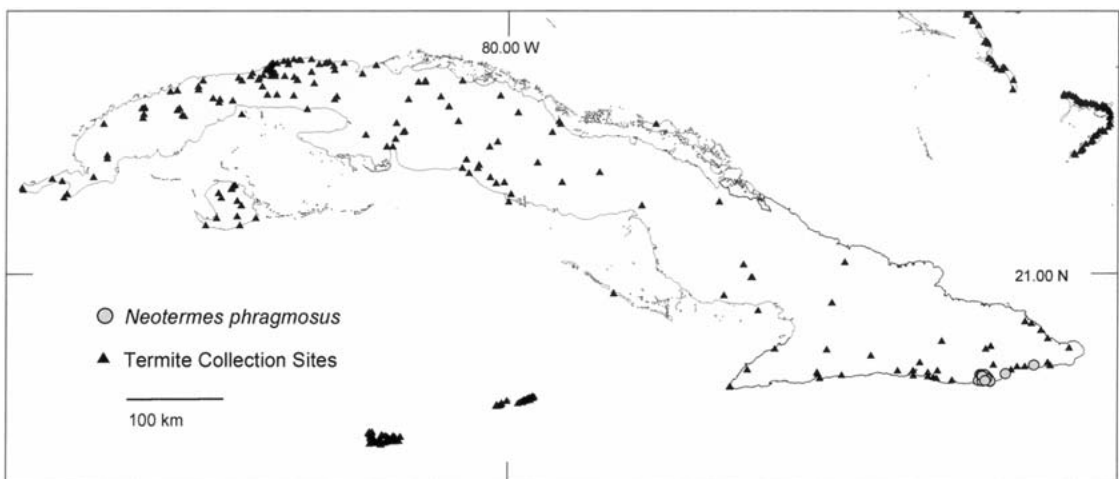 80.00 W
21.00 N
Neotermes phragmosus
Termite Collection Sites
100 km